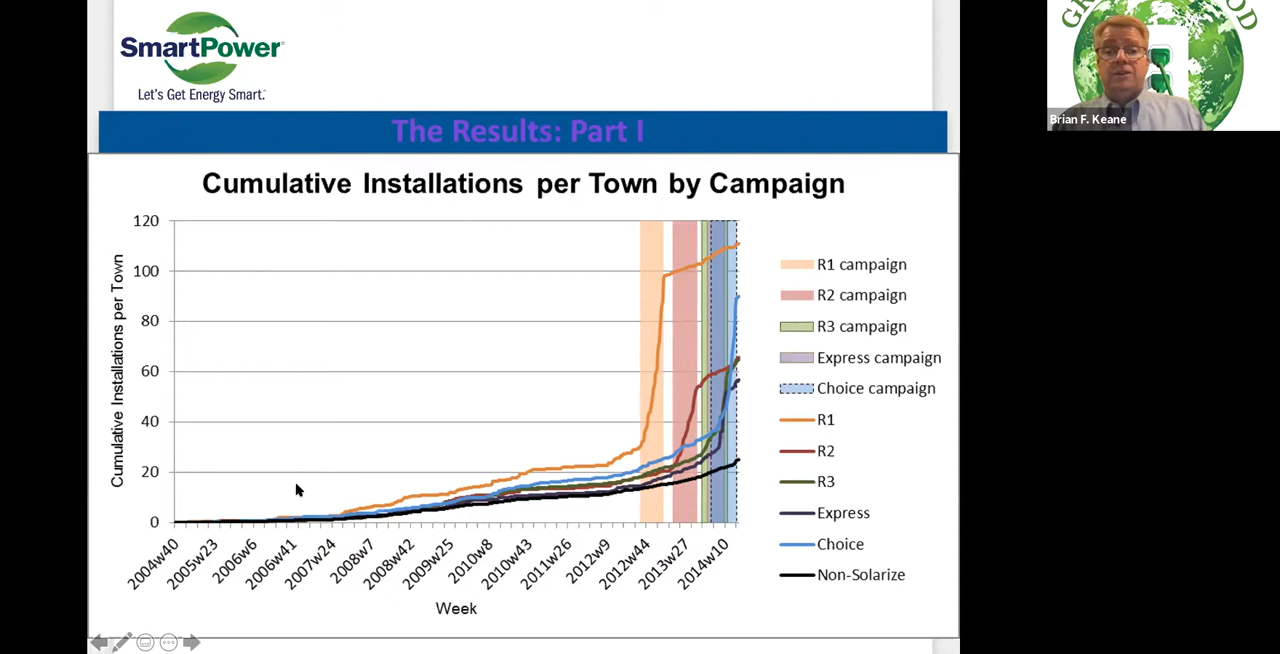 SmartPower
Let's Get Energy Smart.
The Results: Part I
Cumulative Installations per Town by Campaign
Cumulative Installations per Town
120
100
80
60
40
20
0
2004w40
2005w23
2006w6
2006w41
2007w24
2008w7
2008w42
2009w25
2010w8
2010w43
2011w26
2012w9
2012w44
2013w27
2014w10
Week
R1 campaign
R2 campaign
R3 campaign
Express campaign
Choice campaign
R1
R2
R3
Express
Choice
Non-Solarize
Brian F. Keane